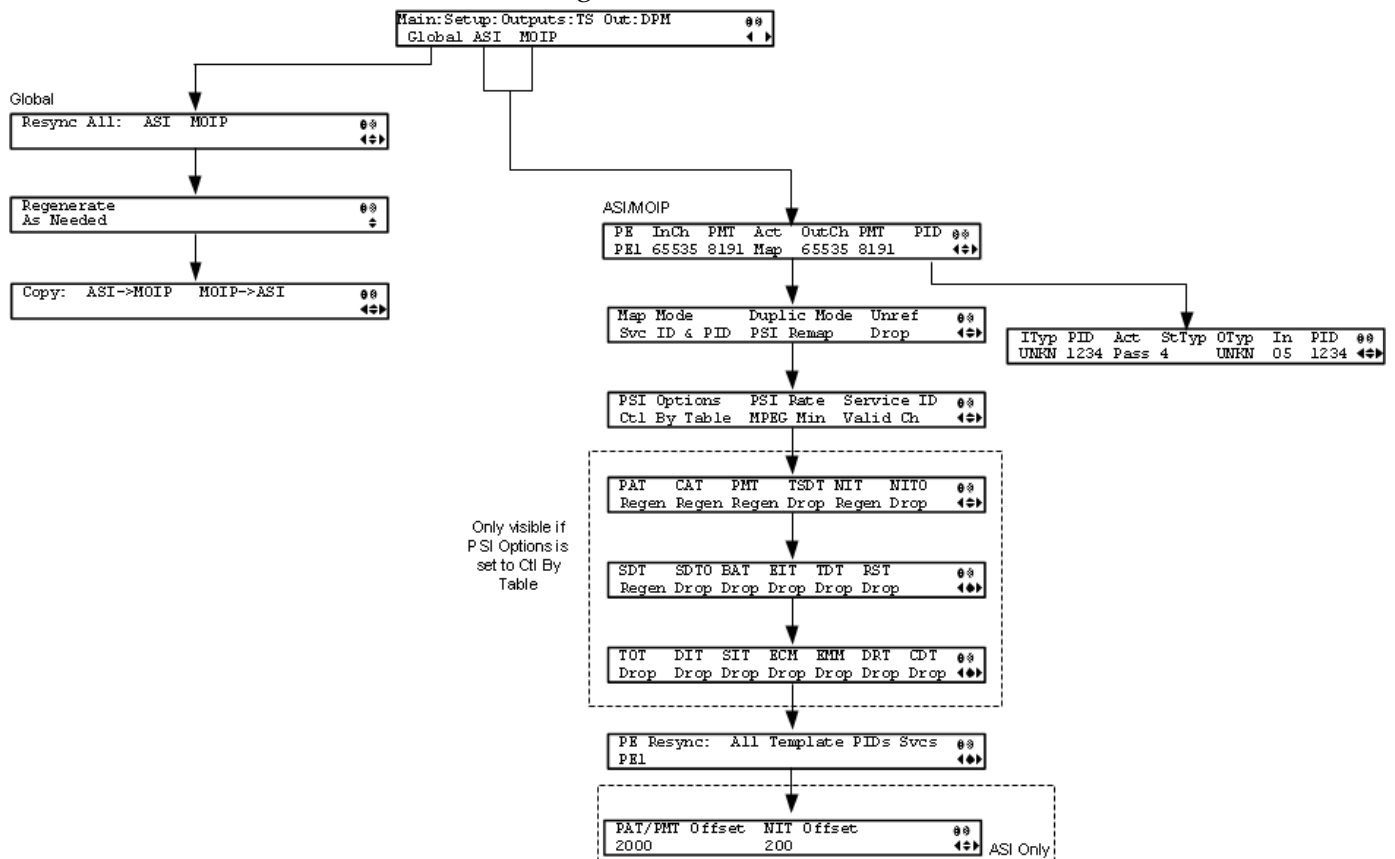 Main:Setup:Outputs:TS Out:DPM
Global ASI MOIP
Global
Resync All: ASI MOIP
Regenerate
As Needed
Copy: ASI->MOIP MOIP->ASI
ASI/MOIP
PE InCh PMT Act OutCh PMT PID
PE1 65535 8191 Map 65535 8191
Map Mode Duplic Mode Unref
Svc ID & PID PSI Remap Drop
ITyp PID Act StTyp OTyp In PID
UNKN 1234 Pass 4 UNKN 05 1234
PSI Options PSI Rate Service ID
Ctl By Table MPEG Min Valid Ch
Only visible if
PSI Options is
set to Ctl By
Table
PAT CAT PMT TSDT NIT NITO
Regen Regen Regen Drop Regen Drop
SDT SDTO BAT EIT TDT RST
Regen Drop Drop Drop Drop Drop
TOT DIT SIT ECM EMM DRT CDT
Drop Drop Drop Drop Drop Drop Drop
PE Resync: All Template PIDs Svcs
PE1
PAT/PMT Offset NIT Offset
2000 200
ASI Only